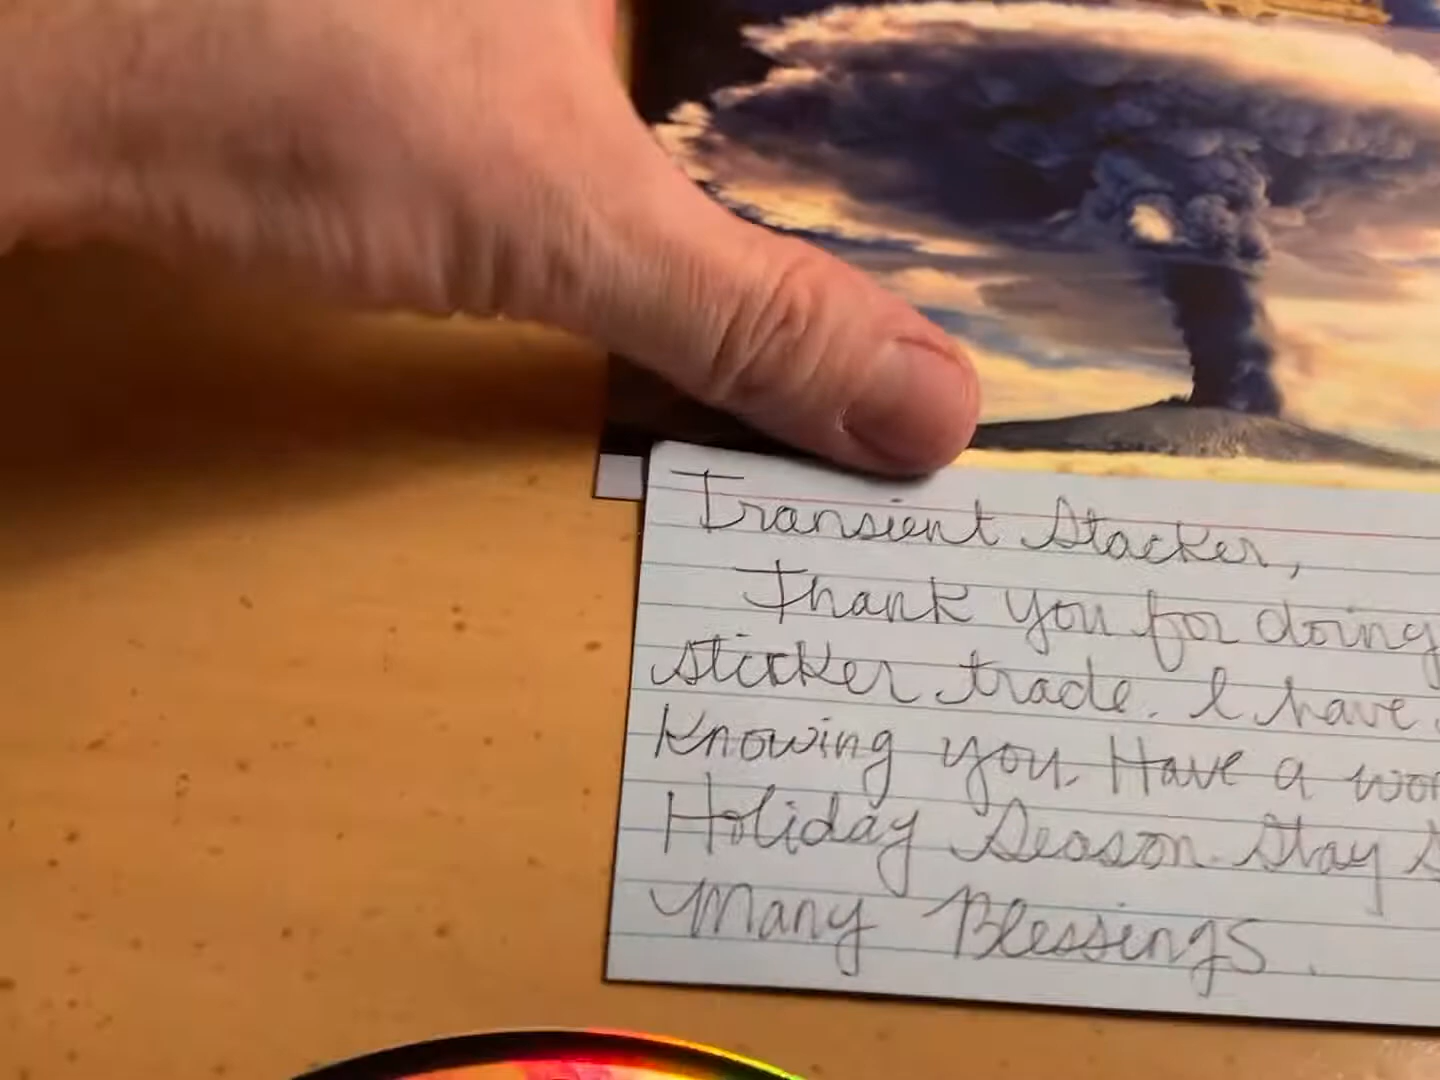 Transient Stacker,
Thank you for doing
sticker trade. I have
Knowing you. Have a
Holiday Season. Stay
Many Blessings.